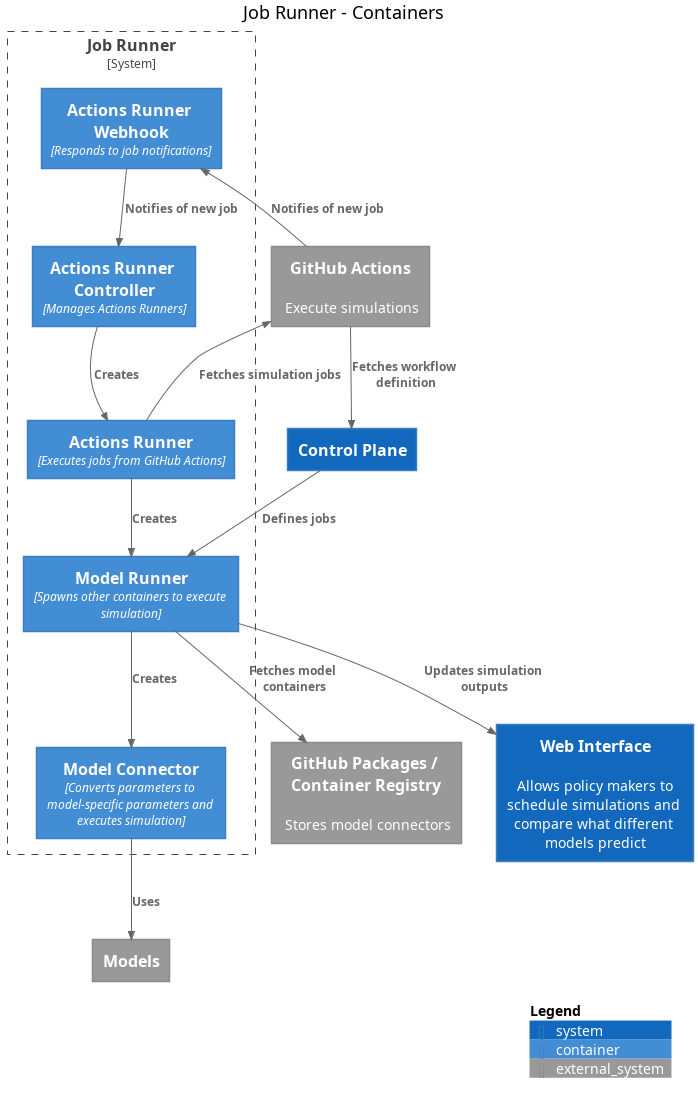 Job Runner - Containers
Job Runner
[System]
Actions Runner
Webhook
[Responds to job notifications]
Notifies of new job
Notifies of new job
Actions Runner
Controller
[Manages Actions Runners]
GitHub Actions
Execute simulations
Creates
Fetches simulation jobs
Fetches workflow
definition
Actions Runner
[Executes jobs from GitHub Actions]
Control Plane
Creates
Defines jobs
Model Runner
[Spawns other containers to execute
simulation]
Creates
Fetches model
containers
Updates simulation
outputs
Model Connector
[Converts parameters to
model-specific parameters and
executes simulation]
GitHub Packages /
Container Registry
Stores model connectors
Web Interface
Allows policy makers to
schedule simulations and
compare what different
models predict
Uses
Models
Legend
system
container
external_system